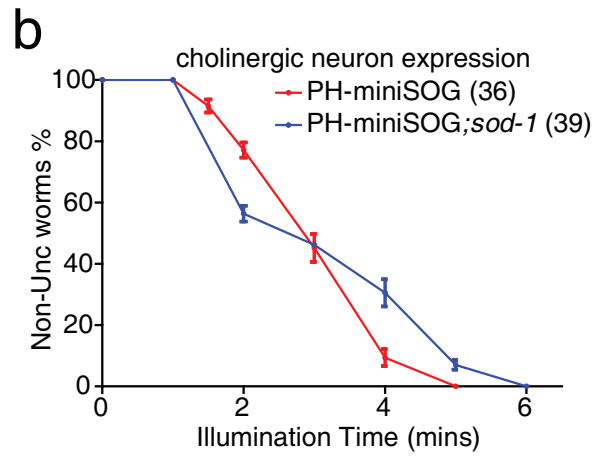 b
cholinergic neuron expression
PH-miniSOG (36)
PH-miniSOG;sod-1 (39)
Non-Unc worms %
100
80
60
40
20
0
0 2 4 6
Illumination Time (mins)